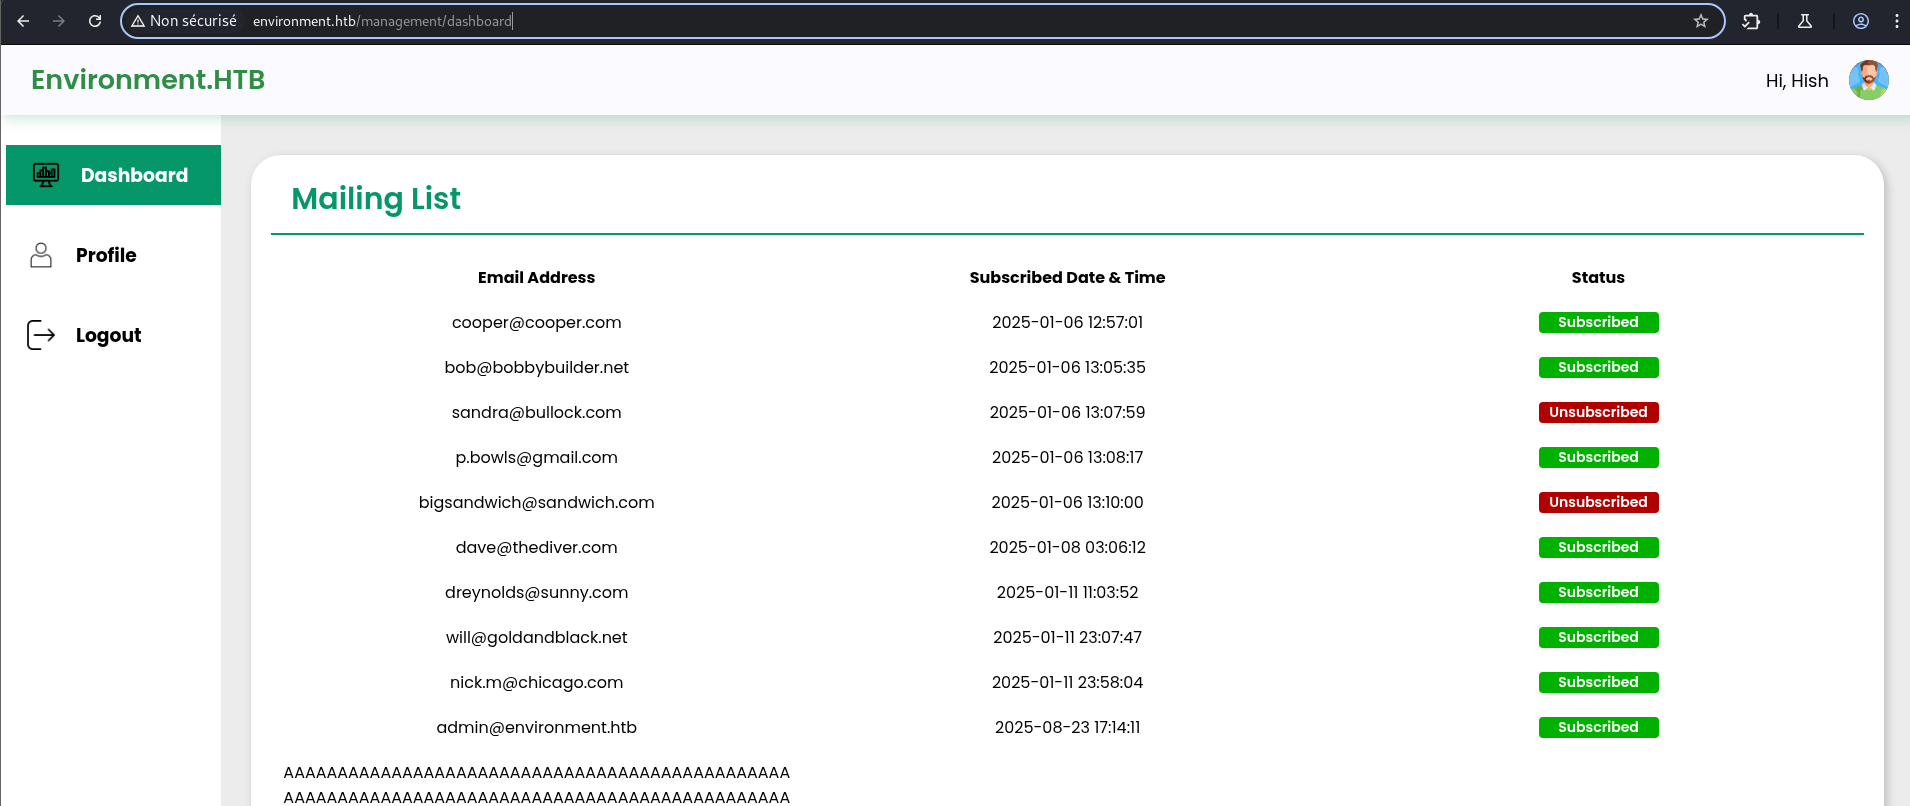 Non sécurisé environment.htb/management/dashboard
Environment.HTB
Hi, Hish
Dashboard
Profile
Logout
Mailing List
Email Address Subscribed Date & Time Status
cooper@cooper.com 2025-01-06 12:57:01 Subscribed
bob@bobbybuilder.net 2025-01-06 13:05:35 Subscribed
sandra@bullock.com 2025-01-06 13:07:59 Unsubscribed
p.bowls@gmail.com 2025-01-06 13:08:17 Subscribed
bigsandwich@sandwich.com 2025-01-06 13:10:00 Unsubscribed
dave@thediver.com 2025-01-08 03:06:12 Subscribed
dreynolds@sunny.com 2025-01-11 11:03:52 Subscribed
will@goldandblack.net 2025-01-11 23:07:47 Subscribed
nick.m@chicago.com 2025-01-11 23:58:04 Subscribed
admin@environment.htb 2025-08-23 17:14:11 Subscribed
AAAAAAAAAAAAAAAAAAAAAAAAAAAAAAAAAAAAAAAAAAAAAAA
AAAAAAAAAAAAAAAAAAAAAAAAAAAAAAAAAAAAAAAAAAAAAAA